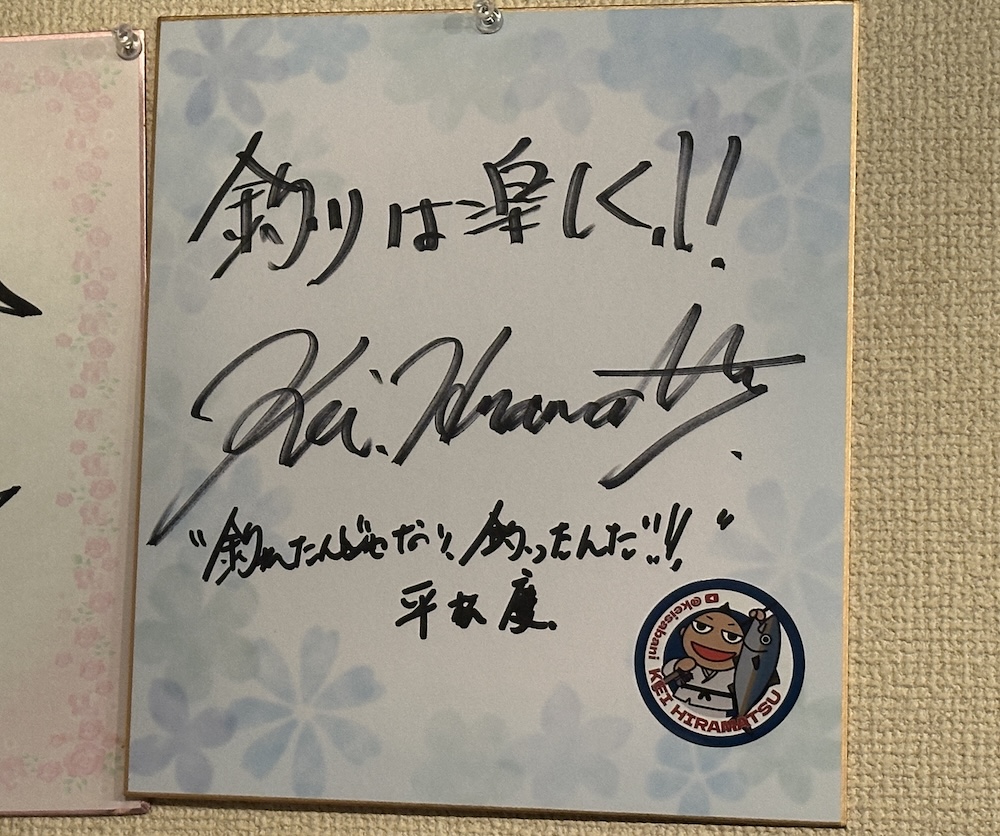 釣りは楽しく!!
Kei.Hiramatsu.
"釣れたんじゃない、釣ったんだ!!"
平松 慶.
@keisabani
KEI HIRAMATSU